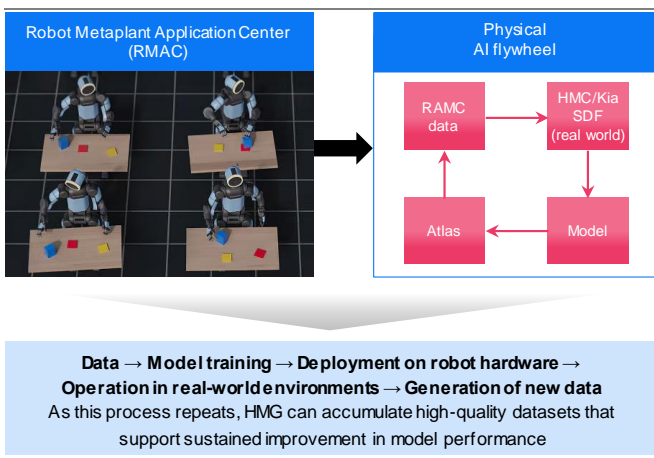 Robot Metaplant Application Center
(RMAC)
Physical
AI flywheel
RAMC
data
HMC/Kia
SDF
(real world)
Atlas
Model
Data → Model training → Deployment on robot hardware →
Operation in real-world environments → Generation of new data
As this process repeats, HMG can accumulate high-quality datasets that
support sustained improvement in model performance